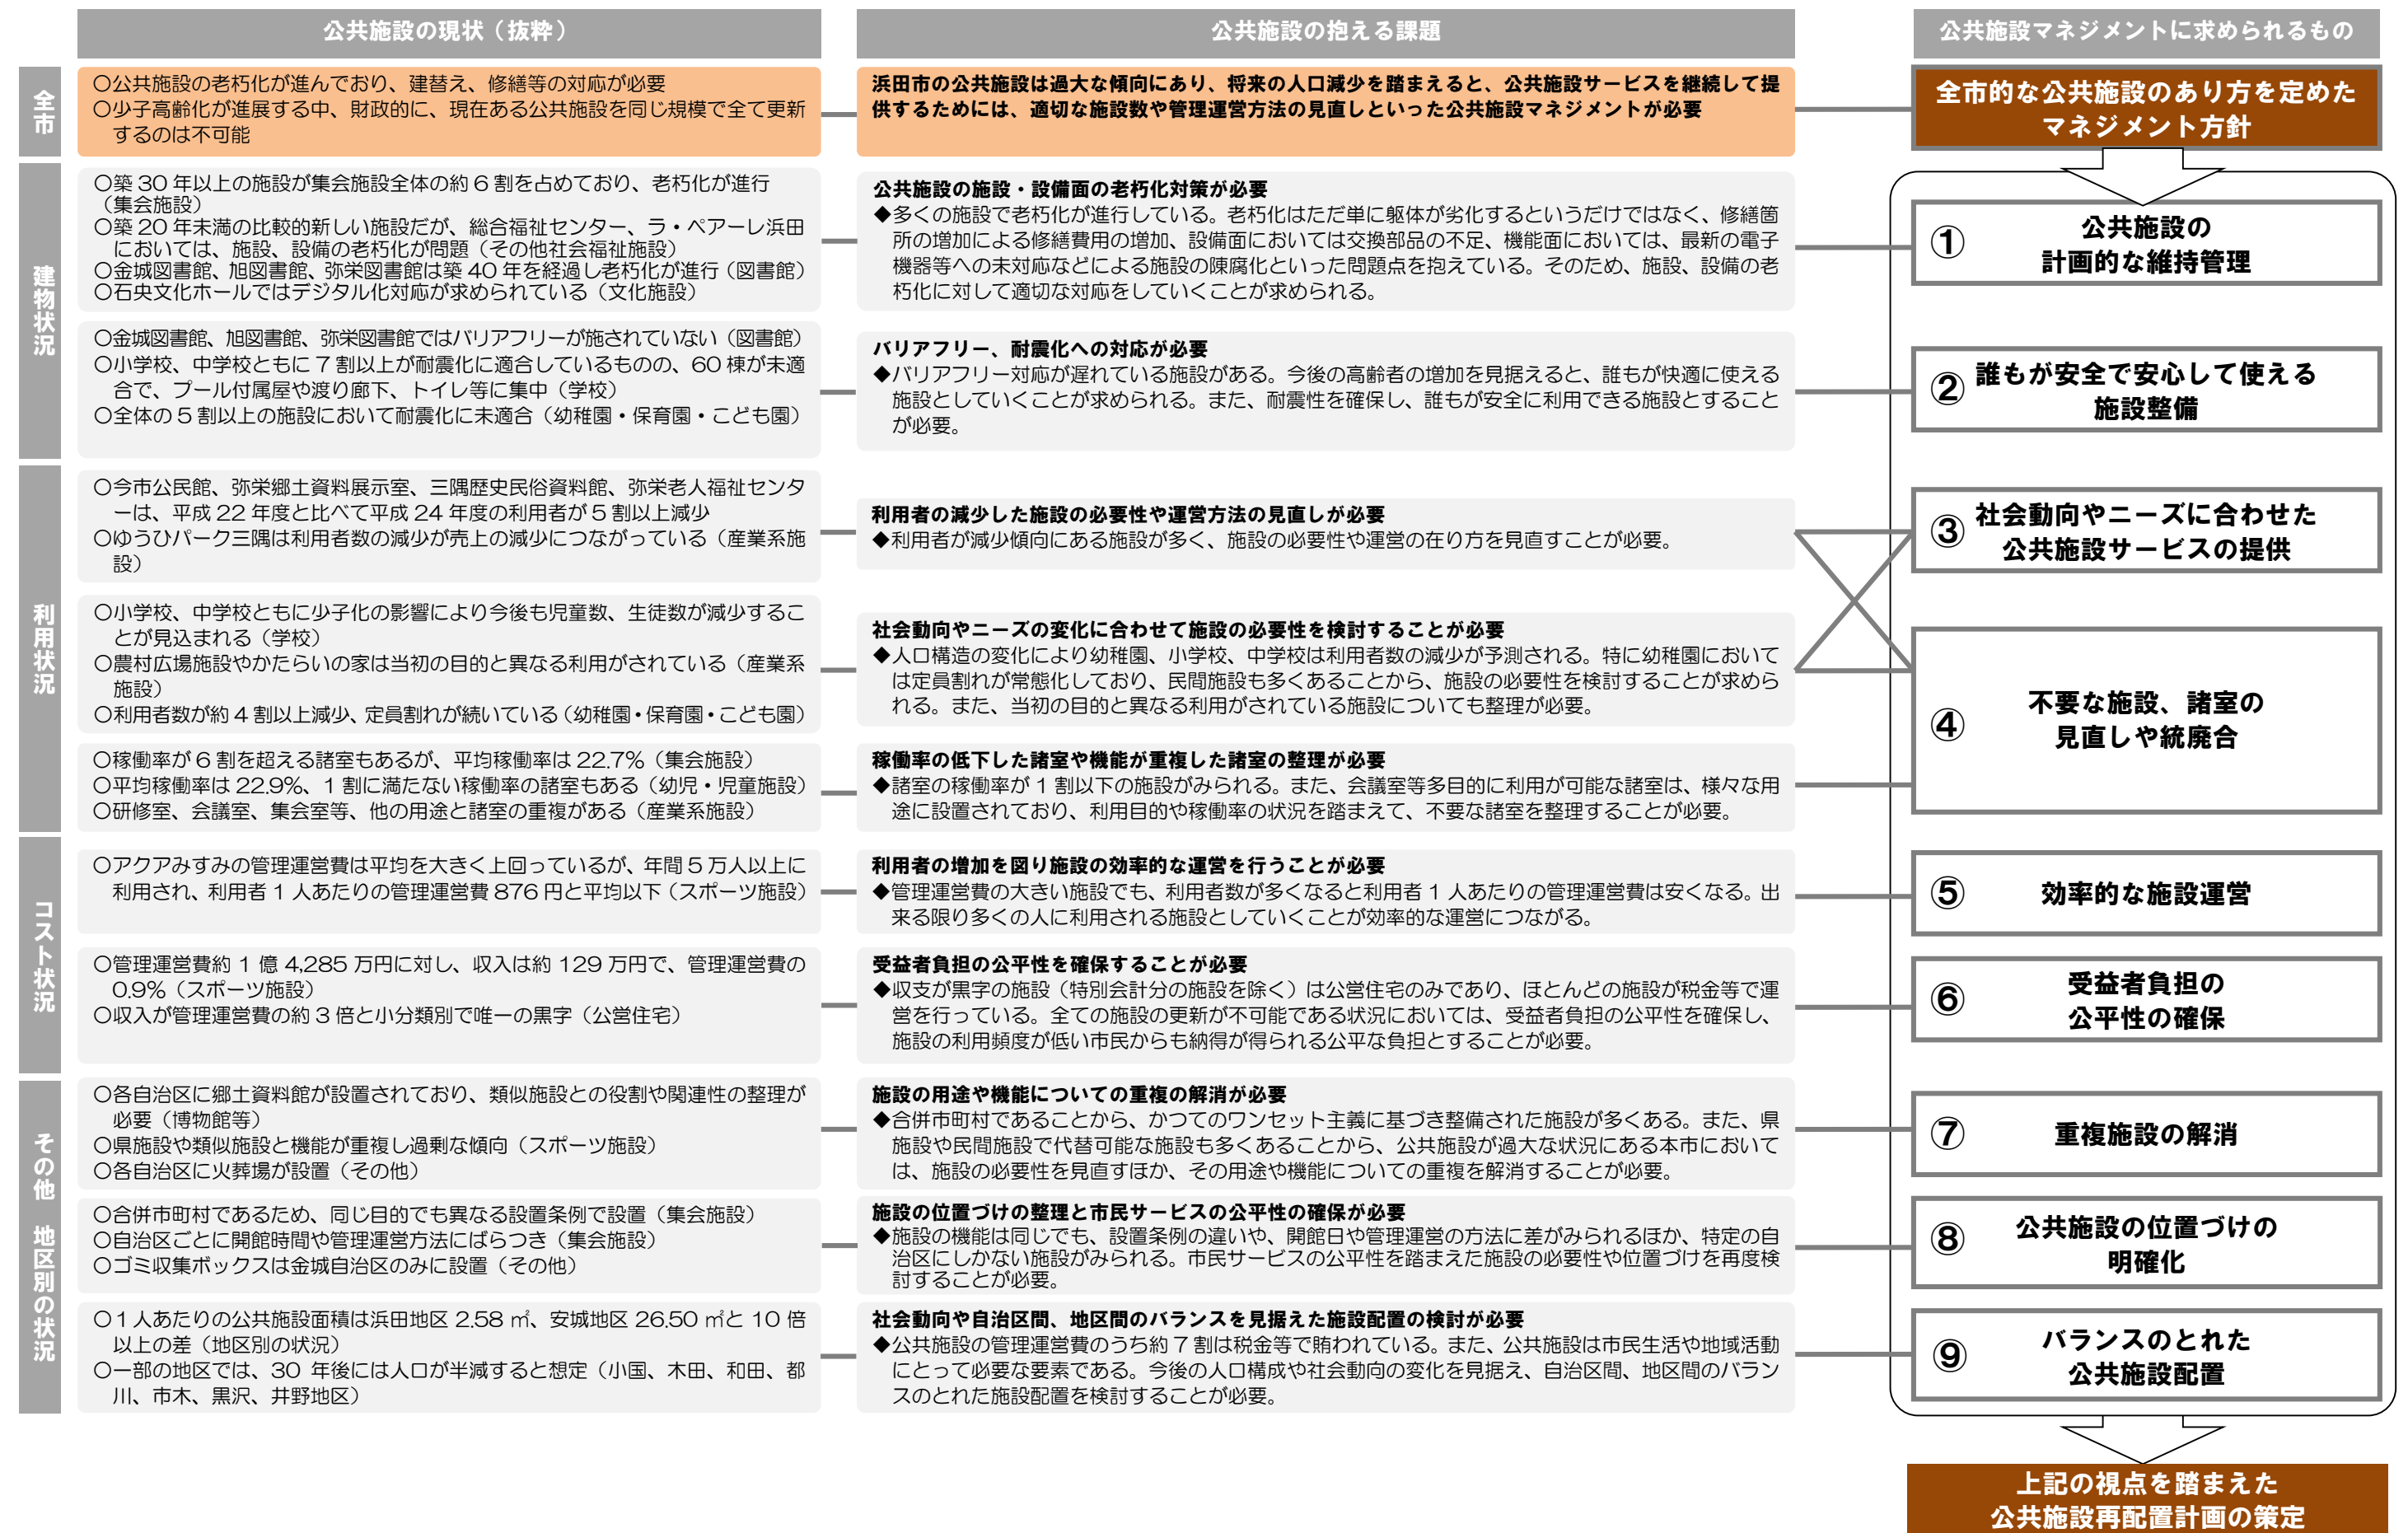 公共施設の現状（抜粋）
公共施設の抱える課題
公共施設マネジメントに求められるもの
全市
〇公共施設の老朽化が進んでおり、建替え、修繕等の対応が必要
〇少子高齢化が進展する中、財政的に、現在ある公共施設を同じ規模で全て更新
するのは不可能
浜田市の公共施設は過大な傾向にあり、将来の人口減少を踏まえると、公共施設サービスを継続して提
供するためには、適切な施設数や管理運営方法の見直しといった公共施設マネジメントが必要
全市的な公共施設のあり方を定めた
マネジメント方針
建物状況
〇築 30 年以上の施設が集会施設全体の約 6 割を占めており、老朽化が進行
（集会施設）
〇築 20 年未満の比較的新しい施設だが、総合福祉センター、ラ・ペアーレ浜田
においては、施設、設備の老朽化が問題（その他社会福祉施設）
〇金城図書館、旭図書館、弥栄図書館は築 40 年を経過し老朽化が進行（図書館）
〇石央文化ホールではデジタル化対応が求められている（文化施設）
公共施設の施設・設備面の老朽化対策が必要
◆多くの施設で老朽化が進行している。老朽化はただ単に躯体が劣化するというだけではなく、修繕箇
所の増加による修繕費用の増加、設備面においては交換部品の不足、機能面においては、最新の電子
機器等への未対応などによる施設の陳腐化といった問題点を抱えている。そのため、施設、設備の老
朽化に対して適切な対応をしていくことが求められる。
①
公共施設の
計画的な維持管理
〇金城図書館、旭図書館、弥栄図書館ではバリアフリーが施されていない（図書館）
〇小学校、中学校ともに 7 割以上が耐震化に適合しているものの、60 棟が未適
合で、プール付属屋や渡り廊下、トイレ等に集中（学校）
〇全体の 5 割以上の施設において耐震化に未適合（幼稚園・保育園・こども園）
バリアフリー、耐震化への対応が必要
◆バリアフリー対応が遅れている施設がある。今後の高齢者の増加を見据えると、誰もが快適に使える
施設としていくことが求められる。また、耐震性を確保し、誰もが安全に利用できる施設とすること
が必要。
②
誰もが安全で安心して使える
施設整備
利用状況
〇今市公民館、弥栄郷土資料展示室、三隅歴史民俗資料館、弥栄老人福祉センタ
ーは、平成 22 年度と比べて平成 24 年度の利用者が 5 割以上減少
〇ゆうひパーク三隅は利用者数の減少が売上の減少につながっている（産業系施
設）
利用者の減少した施設の必要性や運営方法の見直しが必要
◆利用者が減少傾向にある施設が多く、施設の必要性や運営の在り方を見直すことが必要。
③
社会動向やニーズに合わせた
公共施設サービスの提供
〇小学校、中学校ともに少子化の影響により今後も児童数、生徒数が減少するこ
とが見込まれる（学校）
〇農村広場施設やかたらいの家は当初の目的と異なる利用がされている（産業系
施設）
〇利用者数が約 4 割以上減少、定員割れが続いている（幼稚園・保育園・こども園）
社会動向やニーズの変化に合わせて施設の必要性を検討することが必要
◆人口構造の変化により幼稚園、小学校、中学校は利用者数の減少が予測される。特に幼稚園において
は定員割れが常態化しており、民間施設も多くあることから、施設の必要性を検討することが求めら
れる。また、当初の目的と異なる利用がされている施設についても整理が必要。
④
不要な施設、諸室の
見直しや統廃合
〇稼働率が 6 割を超える諸室もあるが、平均稼働率は 22.7%（集会施設）
〇平均稼働率は 22.9%、1 割に満たない稼働率の諸室もある（幼児・児童施設）
〇研修室、会議室、集会室等、他の用途と諸室の重複がある（産業系施設）
稼働率の低下した諸室や機能が重複した諸室の整理が必要
◆諸室の稼働率が 1 割以下の施設がみられる。また、会議室等多目的に利用が可能な諸室は、様々な用
途に設置されており、利用目的や稼働率の状況を踏まえて、不要な諸室を整理することが必要。
コスト状況
〇アクアみすみの管理運営費は平均を大きく上回っているが、年間 5 万人以上に
利用され、利用者 1 人あたりの管理運営費 876 円と平均以下（スポーツ施設）
利用者の増加を図り施設の効率的な運営を行うことが必要
◆管理運営費の大きい施設でも、利用者数が多くなると利用者 1 人あたりの管理運営費は安くなる。出
来る限り多くの人に利用される施設としていくことが効率的な運営につながる。
⑤
効率的な施設運営
〇管理運営費約 1 億 4,285 万円に対し、収入は約 129 万円で、管理運営費の
0.9%（スポーツ施設）
〇収入が管理運営費の約 3 倍と小分類別で唯一の黒字（公営住宅）
受益者負担の公平性を確保することが必要
◆収支が黒字の施設（特別会計分の施設を除く）は公営住宅のみであり、ほとんどの施設が税金等で運
営を行っている。全ての施設の更新が不可能である状況においては、受益者負担の公平性を確保し、
施設の利用頻度が低い市民からも納得が得られる公平な負担とすることが必要。
⑥
受益者負担の
公平性の確保
その他 地区別の状況
〇各自治区に郷土資料館が設置されており、類似施設との役割や関連性の整理が
必要（博物館等）
〇県施設や類似施設と機能が重複し過剰な傾向（スポーツ施設）
〇各自治区に火葬場が設置（その他）
施設の用途や機能についての重複の解消が必要
◆合併市町村であることから、かつてのワンセット主義に基づき整備された施設が多くある。また、県
施設や民間施設で代替可能な施設も多くあることから、公共施設が過大な状況にある本市において
は、施設の必要性を見直すほか、その用途や機能についての重複を解消することが必要。
⑦
重複施設の解消
〇合併市町村であるため、同じ目的でも異なる設置条例で設置（集会施設）
〇自治区ごとに開館時間や管理運営方法にばらつき（集会施設）
〇ゴミ収集ボックスは金城自治区のみに設置（その他）
施設の位置づけの整理と市民サービスの公平性の確保が必要
◆施設の機能は同じでも、設置条例の違いや、開館日や管理運営の方法に差がみられるほか、特定の自
治区にしかない施設がみられる。市民サービスの公平性を踏まえた施設の必要性や位置づけを再度検
討することが必要。
⑧
公共施設の位置づけの
明確化
〇１人あたりの公共施設面積は浜田地区 2.58 ㎡、安城地区 26.50 ㎡と 10 倍
以上の差（地区別の状況）
〇一部の地区では、30 年後には人口が半減すると想定（小国、木田、和田、都
川、市木、黒沢、井野地区）
社会動向や自治区間、地区間のバランスを見据えた施設配置の検討が必要
◆公共施設の管理運営費のうち約 7 割は税金等で賄われている。また、公共施設は市民生活や地域活動
にとって必要な要素である。今後の人口構成や社会動向の変化を見据え、自治区間、地区間のバラン
スのとれた施設配置を検討することが必要。
⑨
バランスのとれた
公共施設配置
上記の視点を踏まえた
公共施設再配置計画の策定